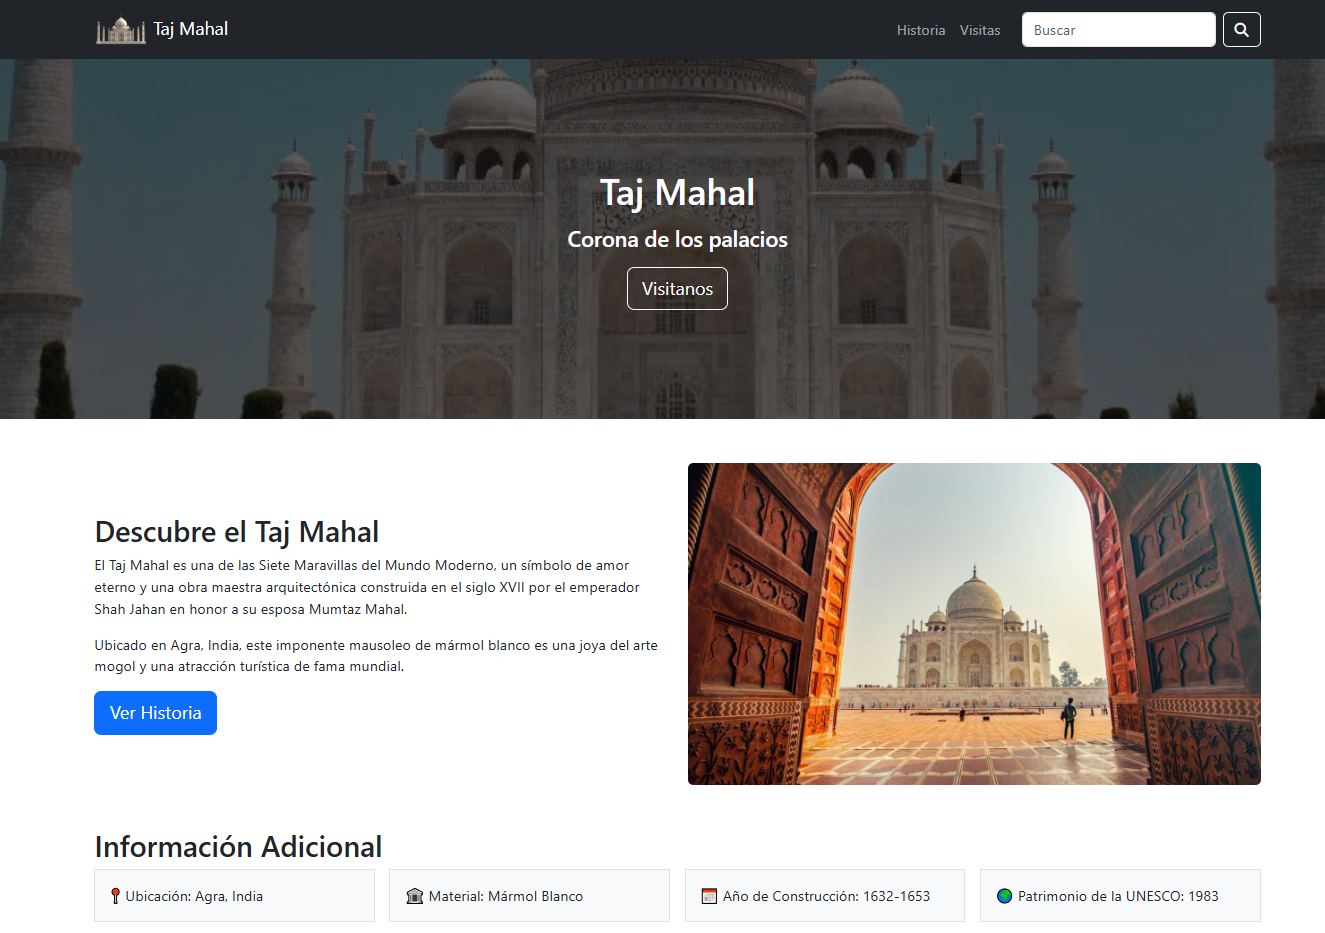 Taj Mahal
Historia
Visitas
Buscar
Taj Mahal
Corona de los palacios
Visitanos
Descubre el Taj Mahal
El Taj Mahal es una de las Siete Maravillas del Mundo Moderno, un símbolo de amor
eterno y una obra maestra arquitectónica construida en el siglo XVII por el emperador
Shah Jahan en honor a su esposa Mumtaz Mahal.
Ubicado en Agra, India, este imponente mausoleo de mármol blanco es una joya del arte
mogol y una atracción turística de fama mundial.
Ver Historia
Información Adicional
Ubicación: Agra, India
Material: Mármol Blanco
Año de Construcción: 1632-1653
Patrimonio de la UNESCO: 1983